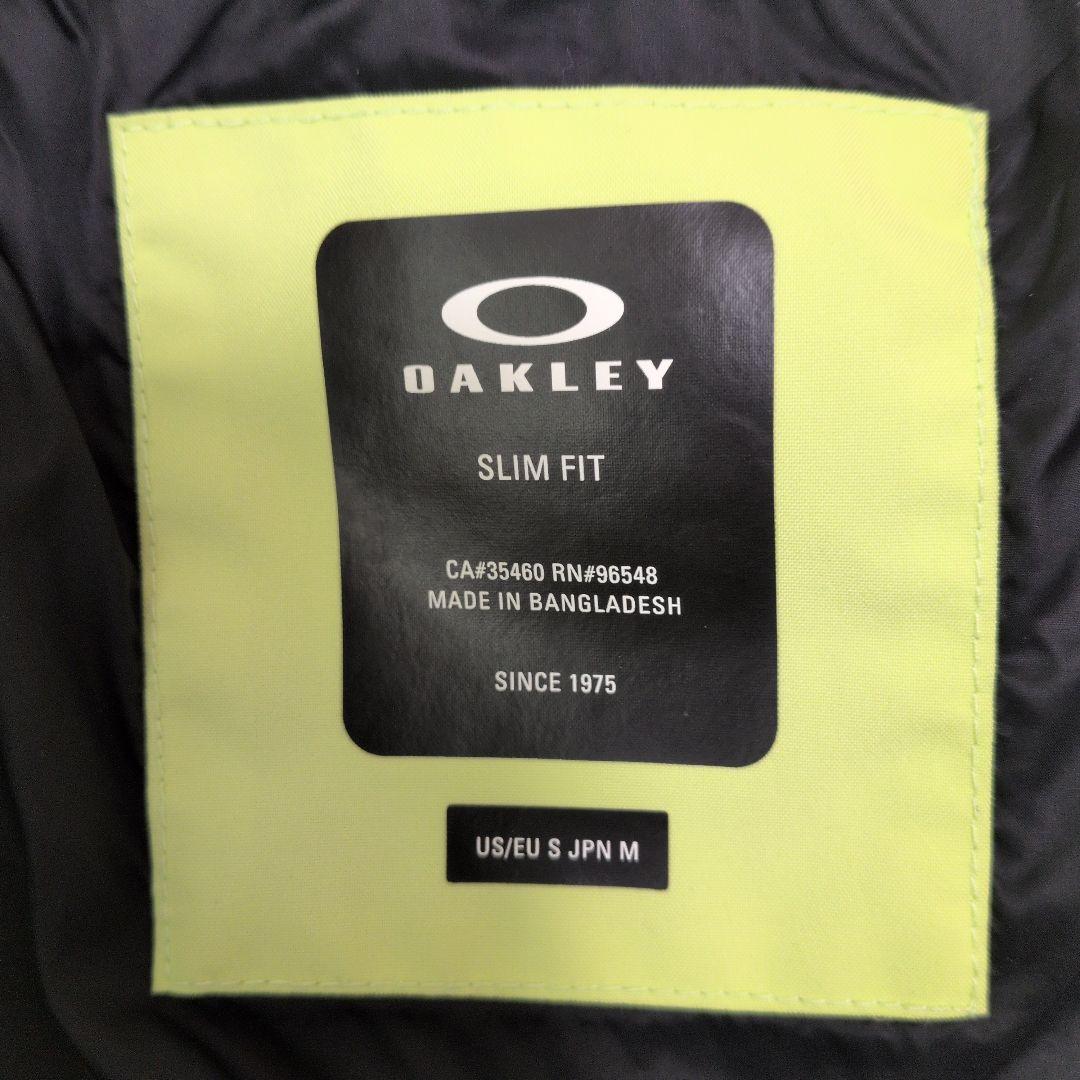 OAKLEY
SLIM FIT
CA#35460 RN#96548
MADE IN BANGLADESH
SINCE 1975
US/EU S JPN M